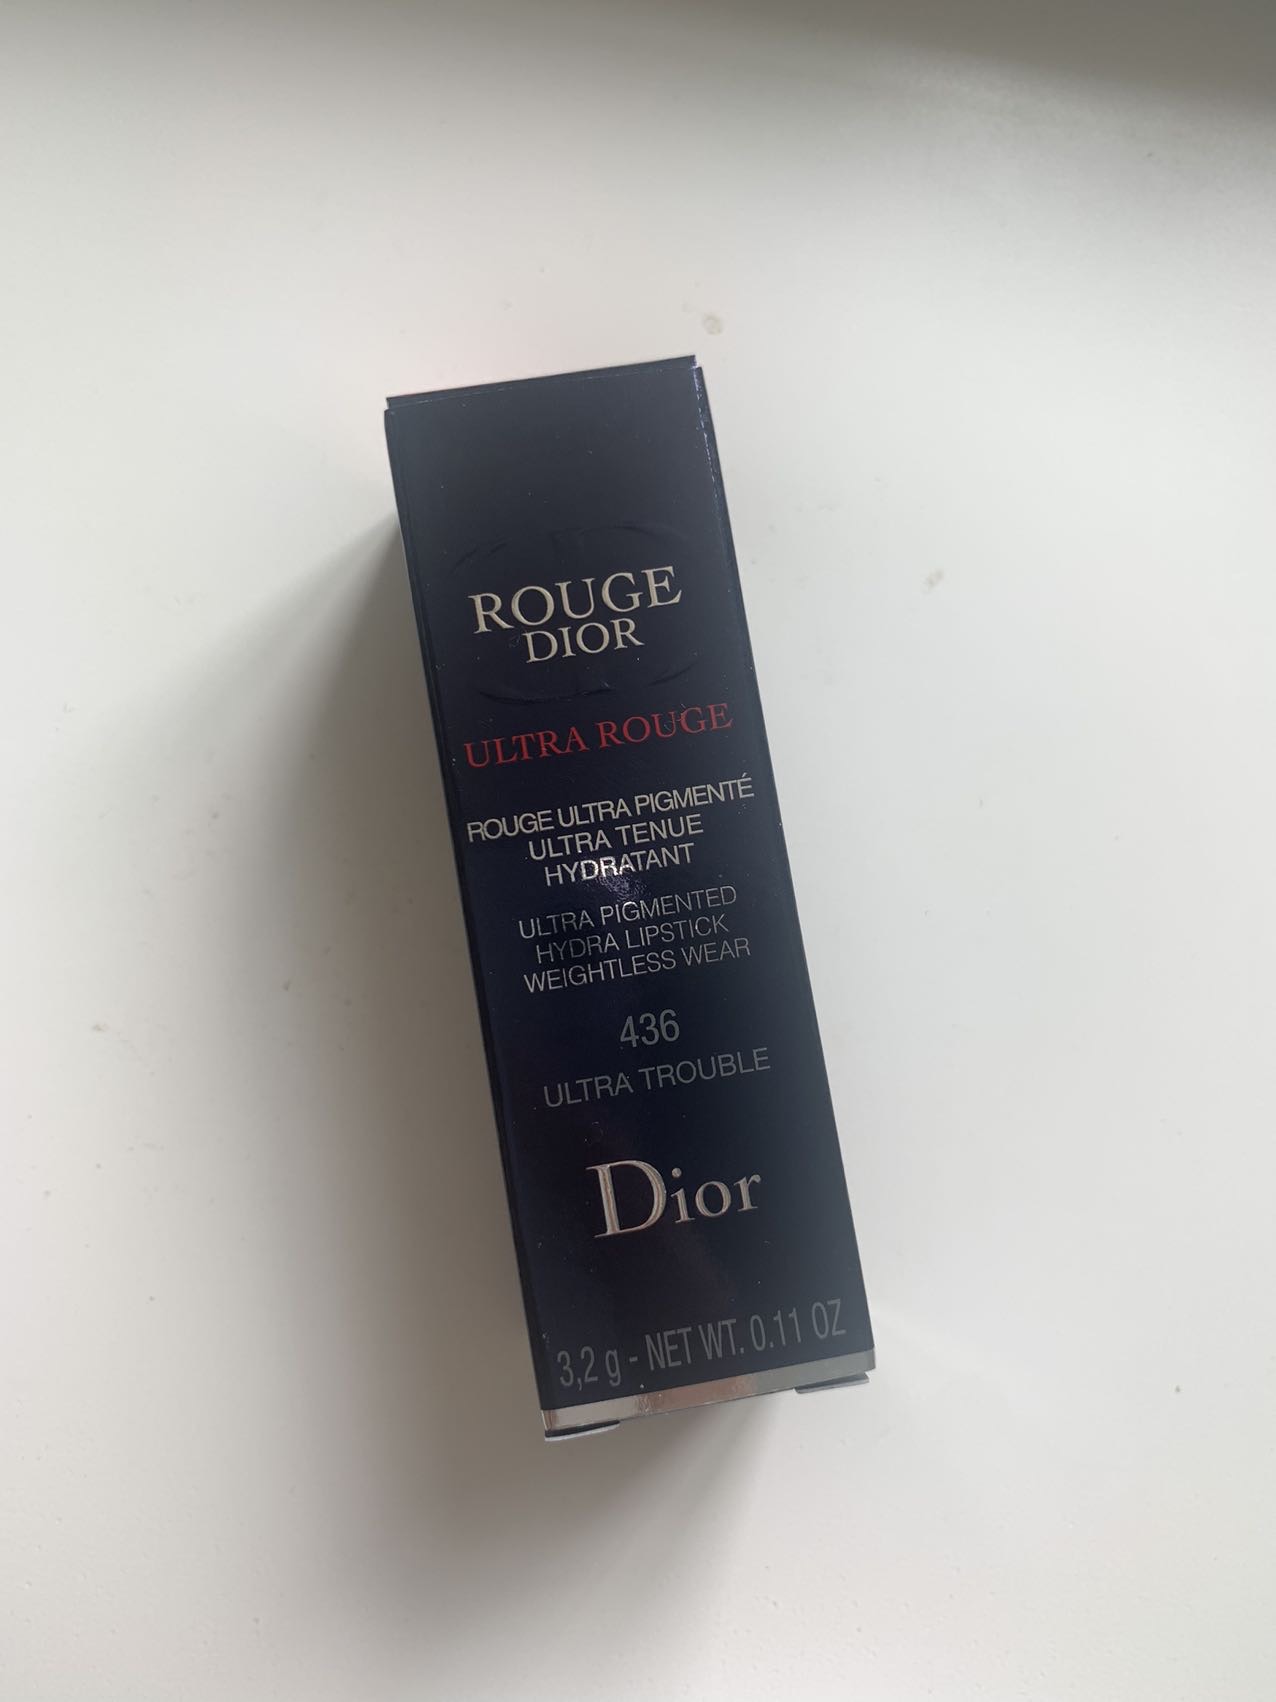 ROUGE
DIOR
ULTRA ROUGE
ROUGE ULTRA PIGMENTÉ
ULTRA TENUE
HYDRATANT
ULTRA PIGMENTED
HYDRA LIPSTICK
WEIGHTLESS WEAR
436
ULTRA TROUBLE
Dior
3,2 g - NET WT. 0.11 OZ